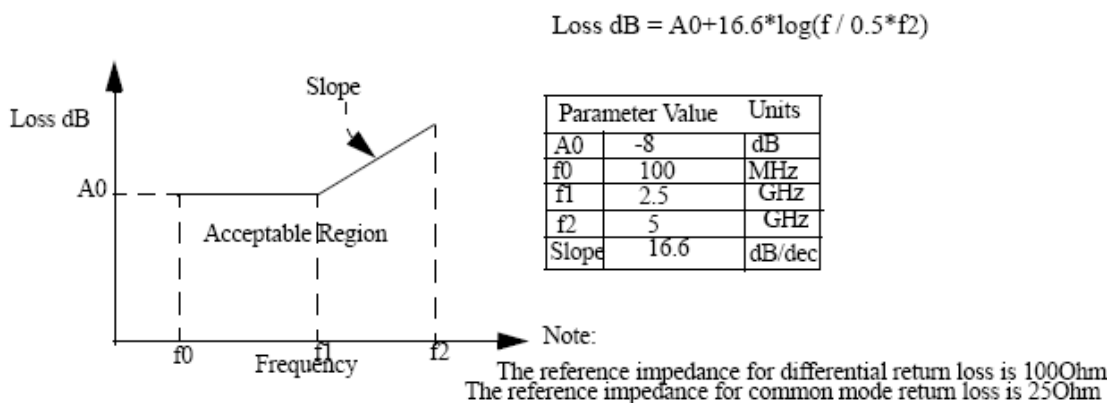 Loss dB = A0+16.6*log(f / 0.5*f2)
Slope
Loss dB
A0
Acceptable Region
f0
f1
f2
Frequency
Parameter Value Units
A0 -8 dB
f0 100 MHz
f1 2.5 GHz
f2 5 GHz
Slope 16.6 dB/dec
Note:
The reference impedance for differential return loss is 100Ohm
The reference impedance for common mode return loss is 25Ohm